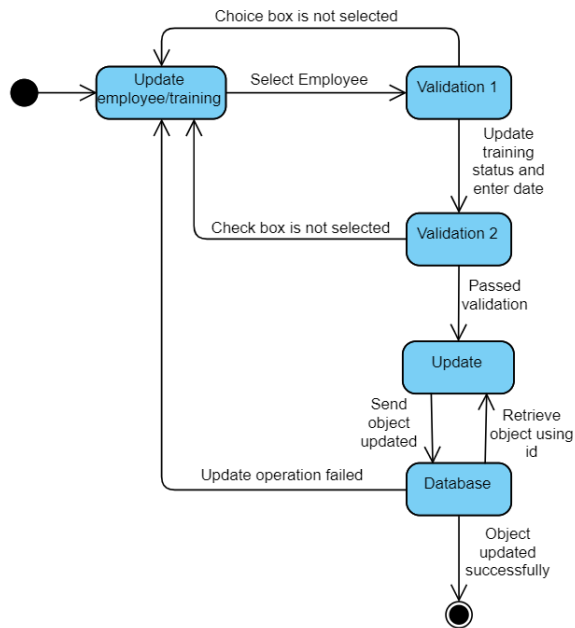 Choice box is not selected
Update
employee/training
Select Employee
Validation 1
Update
training
status and
enter date
Check box is not selected
Validation 2
Passed
validation
Update
Send
object
updated
Retrieve
object using
id
Update operation failed
Database
Object
updated
successfully